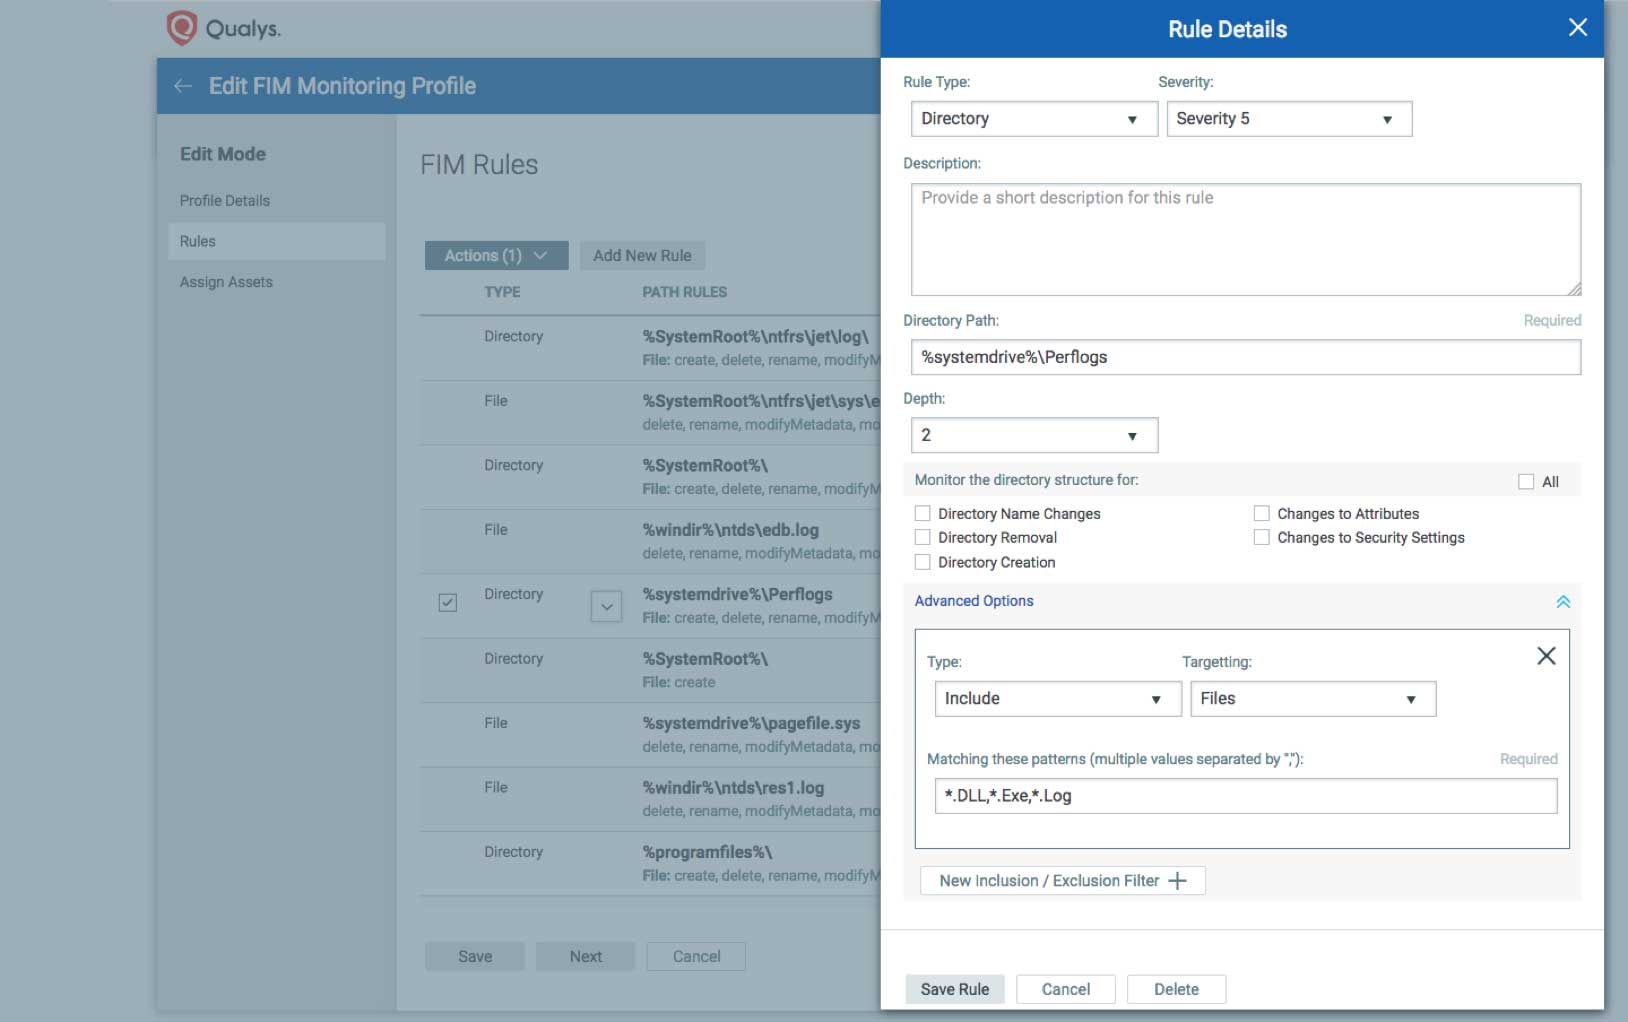 Qualys.
Edit FIM Monitoring Profile
Edit Mode
Profile Details
Rules
Assign Assets
FIM Rules
Actions (1)
Add New Rule
TYPE
PATH RULES
Directory
%SystemRoot%\ntfrs\jet\log\
File: create, delete, rename, modifyM
File
%SystemRoot%\ntfrs\jet\sys\e
delete, rename, modifyMetadata, mo
Directory
%SystemRoot%\
File: create, delete, rename, modifyM
File
%windir%\ntds\edb.log
delete, rename, modifyMetadata, mo
Directory
%systemdrive%\Perflogs
File: create, delete, rename, modifyM
Directory
%SystemRoot%\
File: create
File
%systemdrive%\pagefile.sys
delete, rename, modifyMetadata, mo
File
%windir%\ntds\res1.log
delete, rename, modifyMetadata, mo
Directory
%programfiles%\
File: create, delete, rename, modifyM
Save
Next
Cancel
Rule Details
Rule Type:
Severity:
Directory
Severity 5
Description:
Provide a short description for this rule
Directory Path:
Required
%systemdrive%\Perflogs
Depth:
2
Monitor the directory structure for:
All
Directory Name Changes
Changes to Attributes
Directory Removal
Changes to Security Settings
Directory Creation
Advanced Options
Type:
Targetting:
Include
Files
Matching these patterns (multiple values separated by ","):
Required
*.DLL,*.Exe,*.Log
New Inclusion / Exclusion Filter
Save Rule
Cancel
Delete